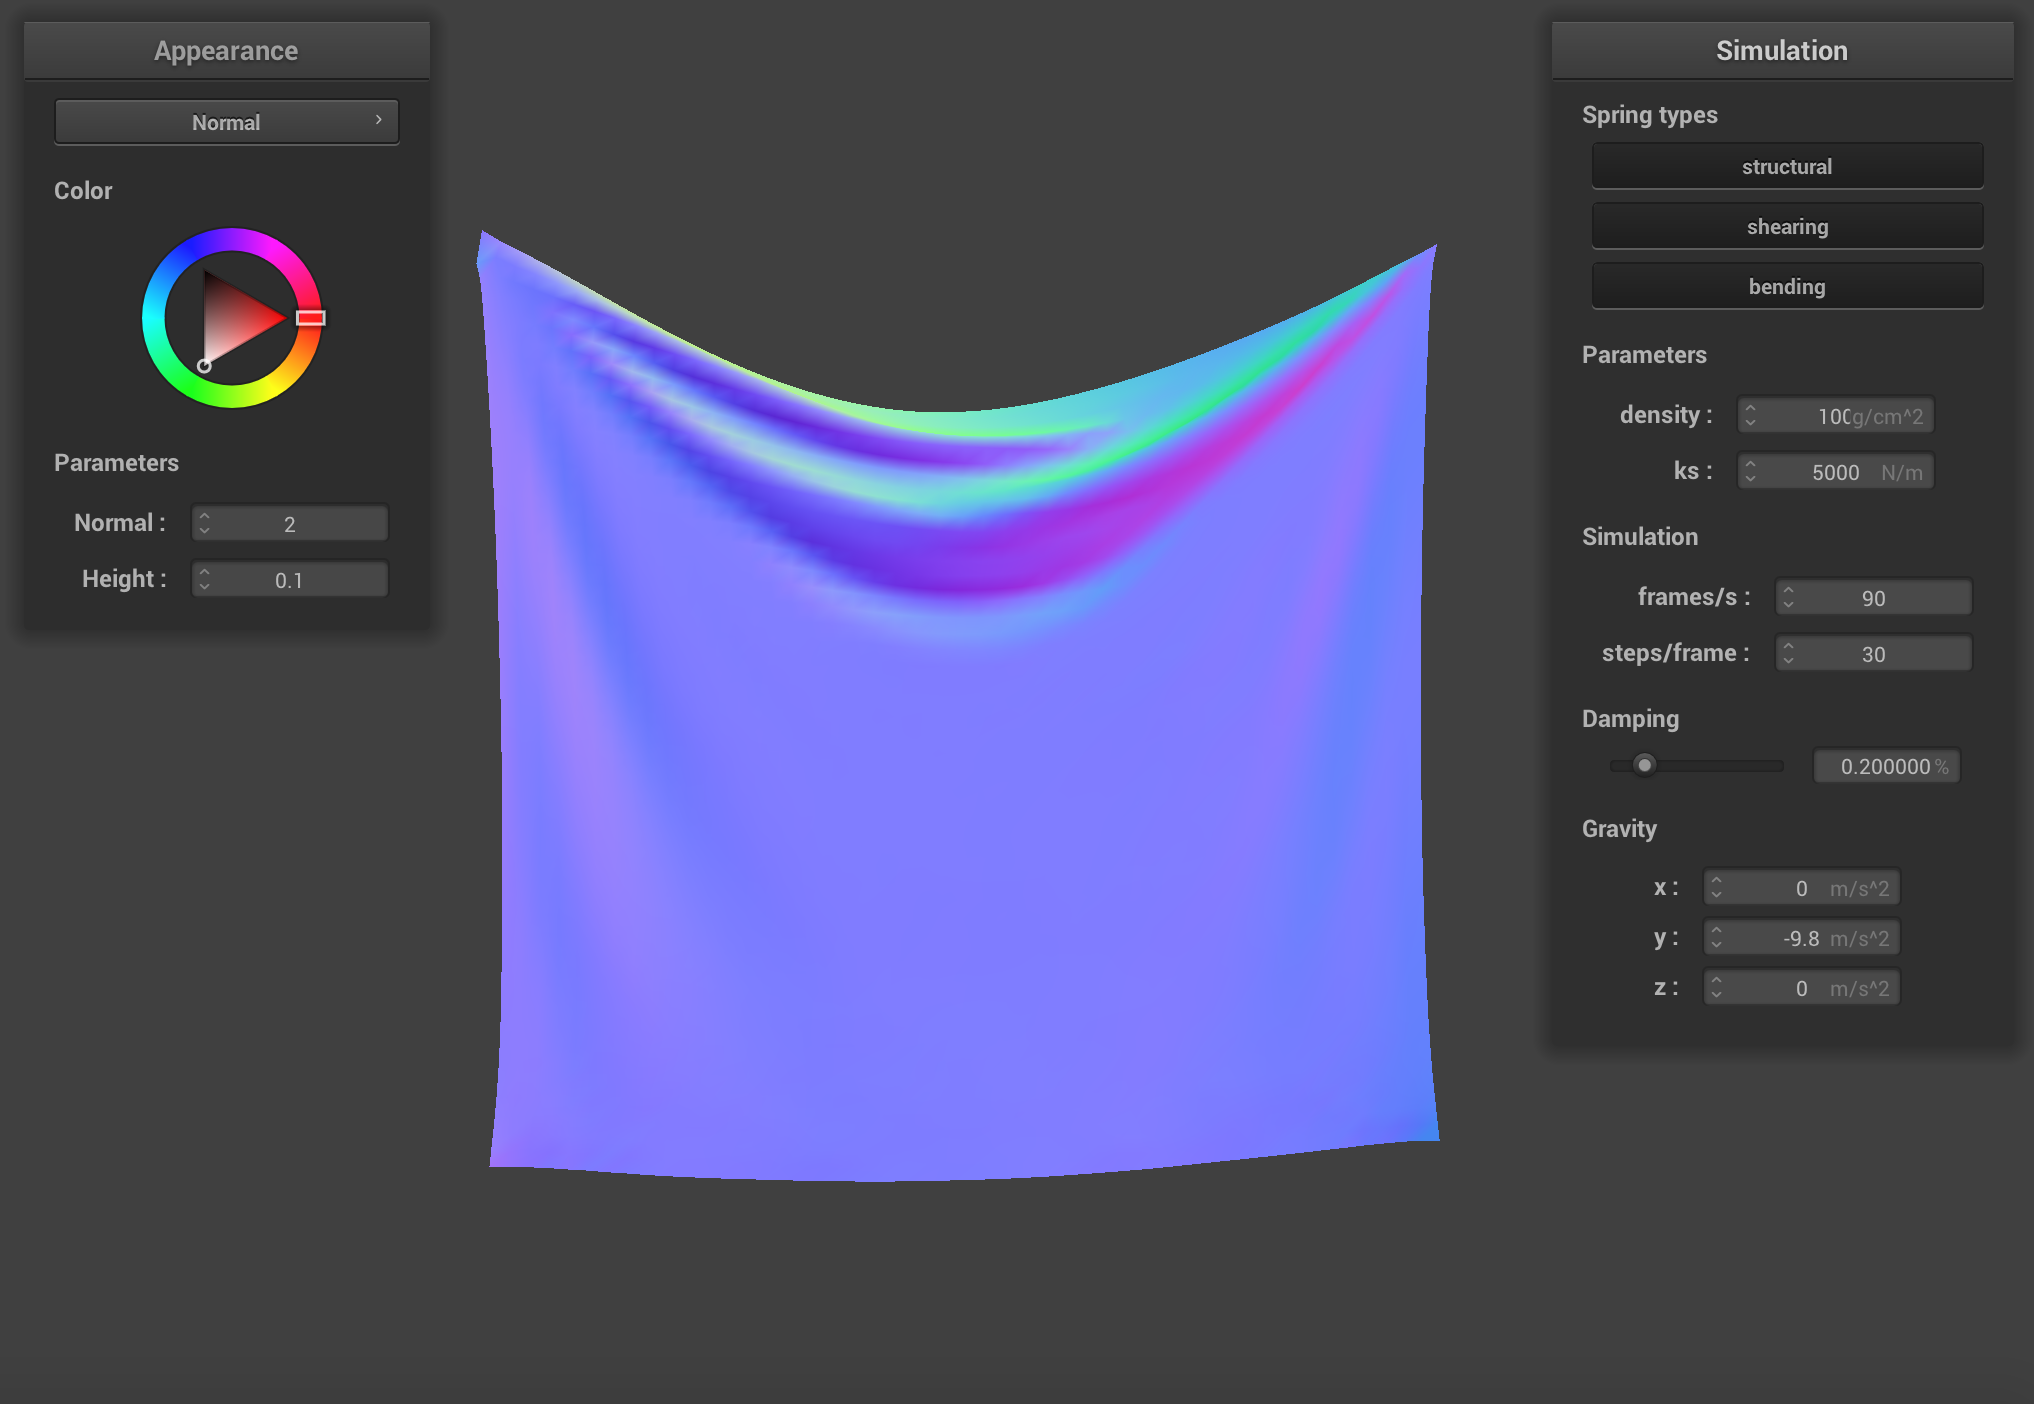 Appearance
Normal
Color
Parameters
Normal : 2
Height : 0.1
Simulation
Spring types
structural
shearing
bending
Parameters
density : 100 g/cm^2
ks : 5000 N/m
Simulation
frames/s : 90
steps/frame : 30
Damping
0.200000 %
Gravity
x : 0 m/s^2
y : -9.8 m/s^2
z : 0 m/s^2